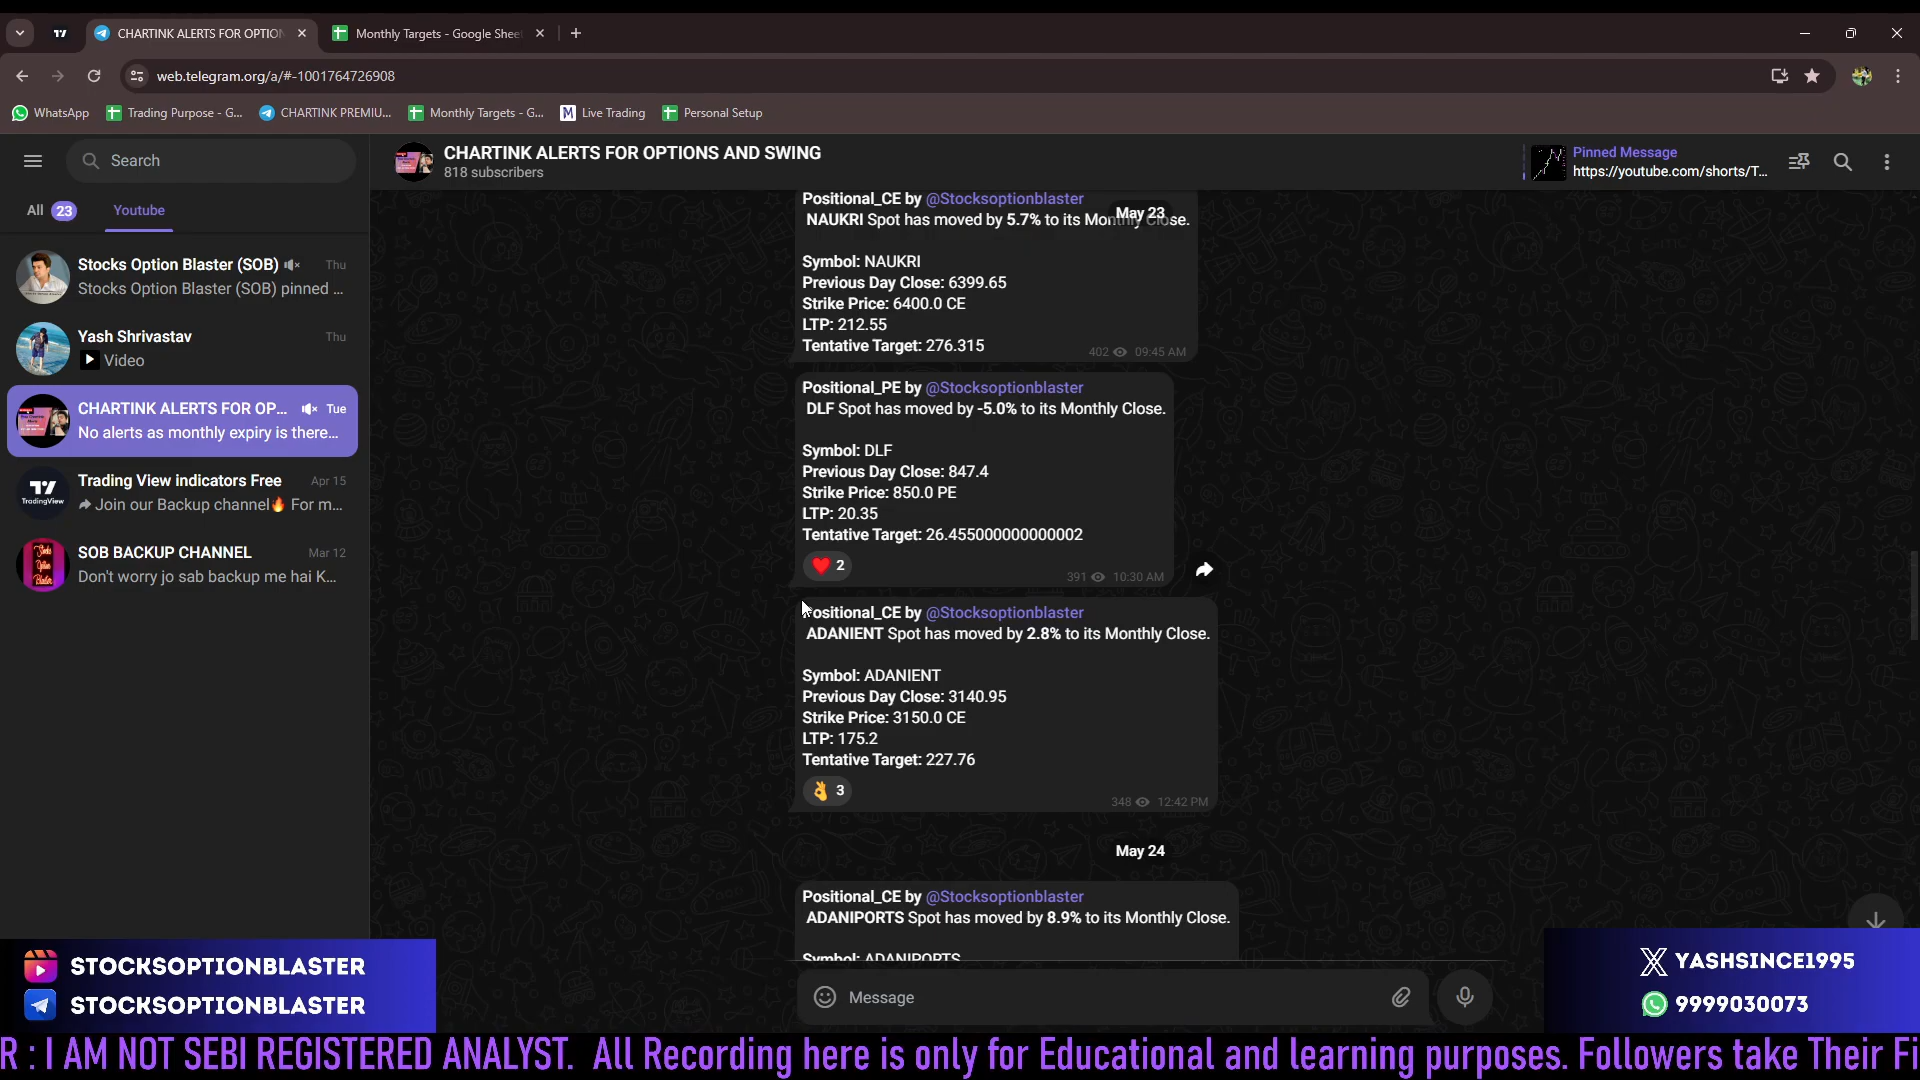 CHARTINK ALERTS FOR OPTION
Monthly Targets - Google Shee
web.telegram.org/a/#-1001764726908
WhatsApp
Trading Purpose - G...
CHARTINK PREMIU...
Monthly Targets - G...
Live Trading
Personal Setup
Search
All 23
Youtube
Stocks Option Blaster (SOB) Thu
Stocks Option Blaster (SOB) pinned ...
Yash Shrivastav Thu
Video
CHARTINK ALERTS FOR OP... Tue
No alerts as monthly expiry is there...
Trading View indicators Free Apr 15
Join our Backup channel🔥 For m...
TradingView
SOB BACKUP CHANNEL Mar 12
Don't worry jo sab backup me hai K...
CHARTINK ALERTS FOR OPTIONS AND SWING
818 subscribers
Pinned Message
https://youtube.com/shorts/T...
Positional_CE by @Stocksoptionblaster
May 23
NAUKRI Spot has moved by 5.7% to its Monthly Close.
Symbol: NAUKRI
Previous Day Close: 6399.65
Strike Price: 6400.0 CE
LTP: 212.55
Tentative Target: 276.315
402 09:45 AM
Positional_PE by @Stocksoptionblaster
DLF Spot has moved by -5.0% to its Monthly Close.
Symbol: DLF
Previous Day Close: 847.4
Strike Price: 850.0 PE
LTP: 20.35
Tentative Target: 26.455000000000002
❤️ 2
391 10:30 AM
Positional_CE by @Stocksoptionblaster
ADANIENT Spot has moved by 2.8% to its Monthly Close.
Symbol: ADANIENT
Previous Day Close: 3140.95
Strike Price: 3150.0 CE
LTP: 175.2
Tentative Target: 227.76
👌 3
348 12:42 PM
May 24
Positional_CE by @Stocksoptionblaster
ADANIPORTS Spot has moved by 8.9% to its Monthly Close.
Symbol: ADANIPORTS
Message
STOCKSOPTIONBLASTER
STOCKSOPTIONBLASTER
YASHSINCE1995
9999030073
R : I AM NOT SEBI REGISTERED ANALYST. All Recording here is only for Educational and learning purposes. Followers take Their Fi